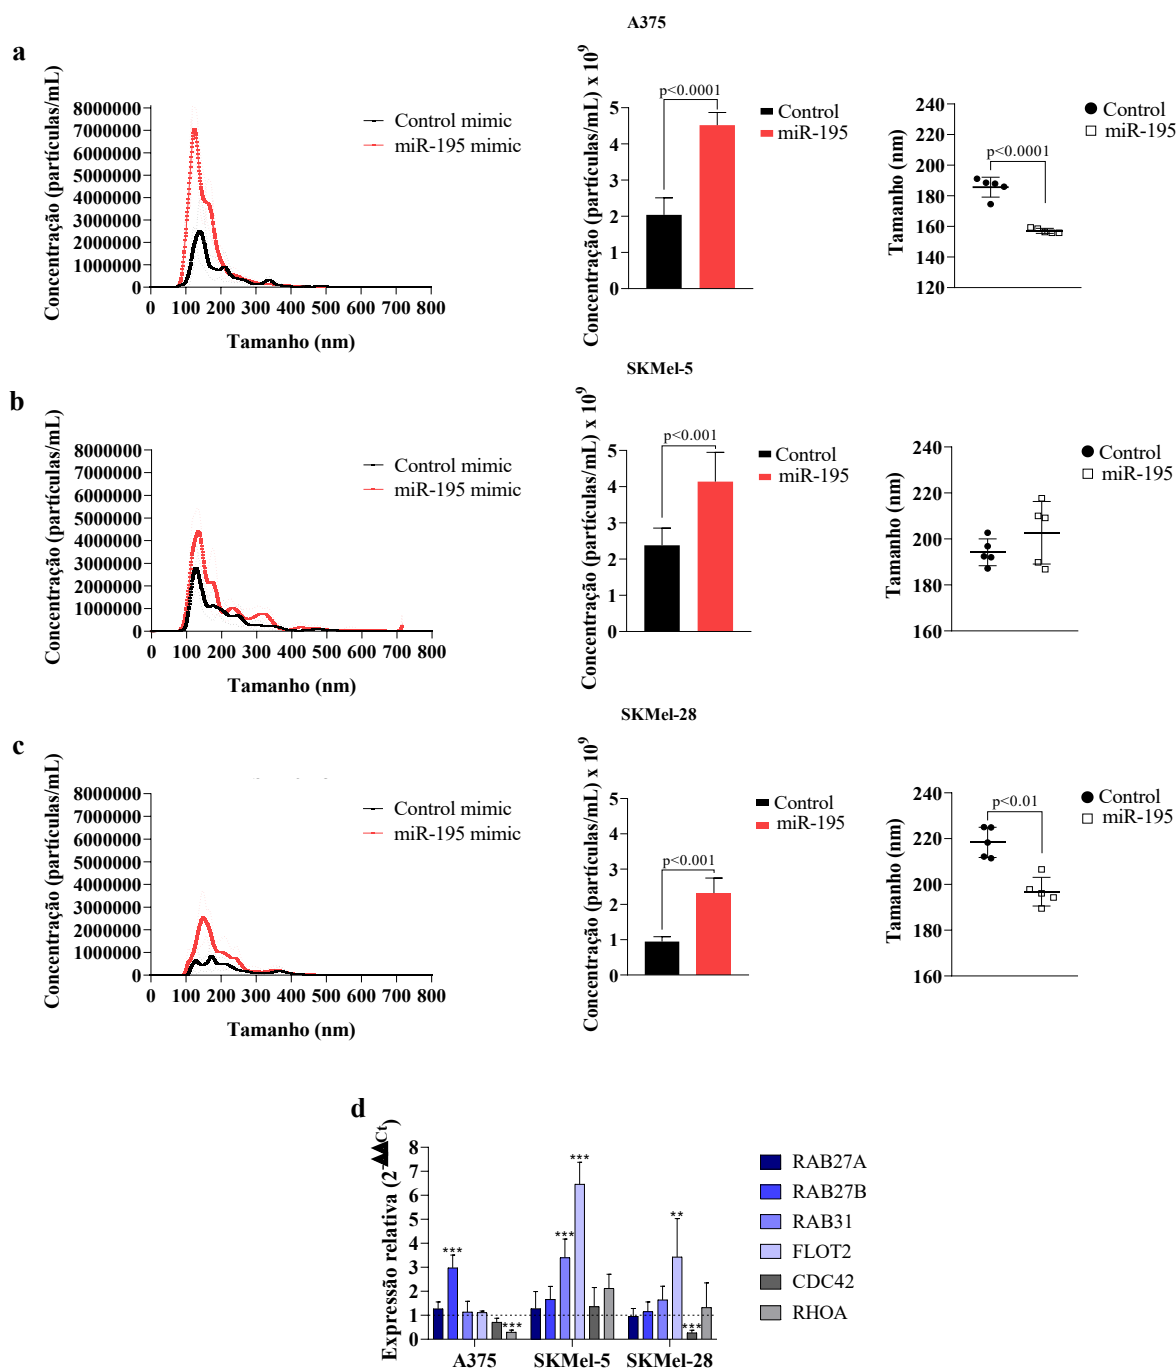 A375
a
Concentração (partículas/mL)
8000000
7000000
6000000
5000000
4000000
3000000
2000000
1000000
0
0 100 200 300 400 500 600 700 800
Tamanho (nm)
Control mimic
miR-195 mimic
Concentração (partículas/mL) x 10⁹
5
4
3
2
1
0
p<0.0001
Control
miR-195
Tamanho (nm)
240
220
200
180
160
140
120
p<0.0001
Control
miR-195
SKMel-5
b
Concentração (partículas/mL)
8000000
7000000
6000000
5000000
4000000
3000000
2000000
1000000
0
0 100 200 300 400 500 600 700 800
Tamanho (nm)
Control mimic
miR-195 mimic
Concentração (partículas/mL) x 10⁹
5
4
3
2
1
0
p<0.001
Control
miR-195
Tamanho (nm)
240
220
200
180
160
Control
miR-195
SKMel-28
c
Concentração (partículas/mL)
8000000
7000000
6000000
5000000
4000000
3000000
2000000
1000000
0
0 100 200 300 400 500 600 700 800
Tamanho (nm)
Control mimic
miR-195 mimic
Concentração (partículas/mL) x 10⁹
5
4
3
2
1
0
p<0.001
Control
miR-195
Tamanho (nm)
240
220
200
180
160
p<0.01
Control
miR-195
d
Expressão relativa (2^-▲▲Ct)
8
7
6
5
4
3
2
1
0
***
***
***
***
**
***
A375 SKMel-5 SKMel-28
RAB27A
RAB27B
RAB31
FLOT2
CDC42
RHOA